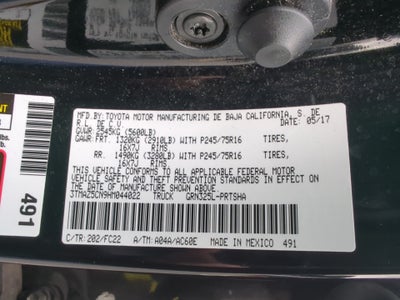 MFD.BY:TOYOTA MOTOR MANUFACTURING DE BAJA CALIFORNIA, S. DE
R.L. DE C.V. DATE: 05/17
GVWR:2545KG (5600LB)
GAWR:FRT. 1320KG (2910LB) WITH P245/75R16 TIRES,
16X7J RIMS
RR. 1490KG (3280LB) WITH P245/75R16 TIRES,
16X7J RIMS
THIS VEHICLE CONFORMS TO ALL APPLICABLE FEDERAL MOTOR
VEHICLE SAFETY AND THEFT PREVENTION STANDARDS IN EFFECT
ON THE DATE OF MANUFACTURE SHOWN ABOVE.
3TMAZ5CN9HM044022 TRUCK GRN325L-PRTSHA
C/TR:202/FC22 A/TM:A04A/AC60E MADE IN MEXICO 491
491
lbs.